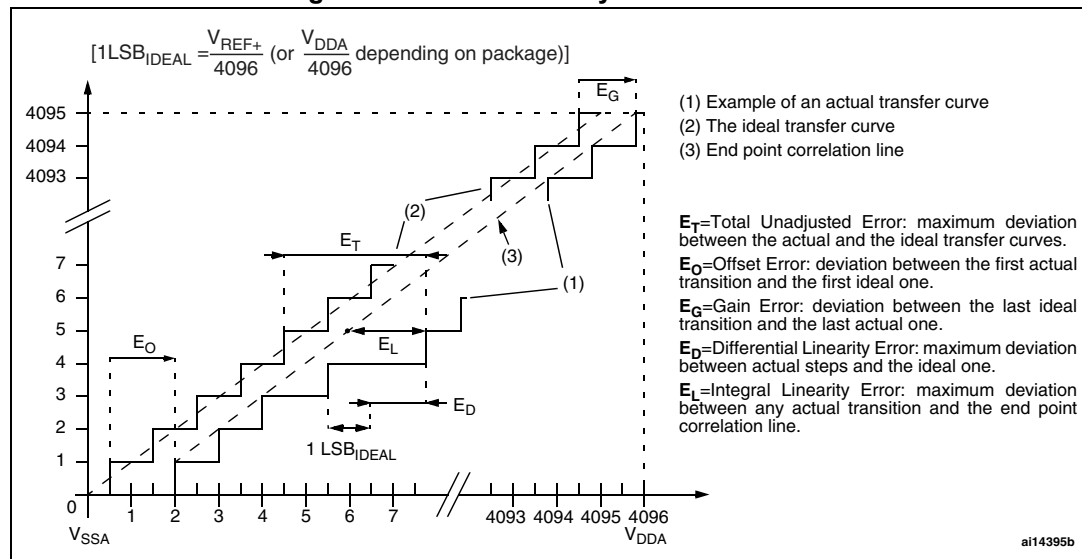 [1LSB_IDEAL = V_REF+/4096 (or V_DDA/4096 depending on package)]
E_G
4095
4094
4093
(1) Example of an actual transfer curve
(2) The ideal transfer curve
(3) End point correlation line
(2)
E_T
(3)
(1)
7
6
5
4
3
2
1
0
E_O
E_L
E_D
1 LSB_IDEAL
E_T=Total Unadjusted Error: maximum deviation
between the actual and the ideal transfer curves.
E_O=Offset Error: deviation between the first actual
transition and the first ideal one.
E_G=Gain Error: deviation between the last ideal
transition and the last actual one.
E_D=Differential Linearity Error: maximum deviation
between actual steps and the ideal one.
E_L=Integral Linearity Error: maximum deviation
between any actual transition and the end point
correlation line.
1 2 3 4 5 6 7 4093 4094 4095 4096
V_SSA V_DDA
ai14395b